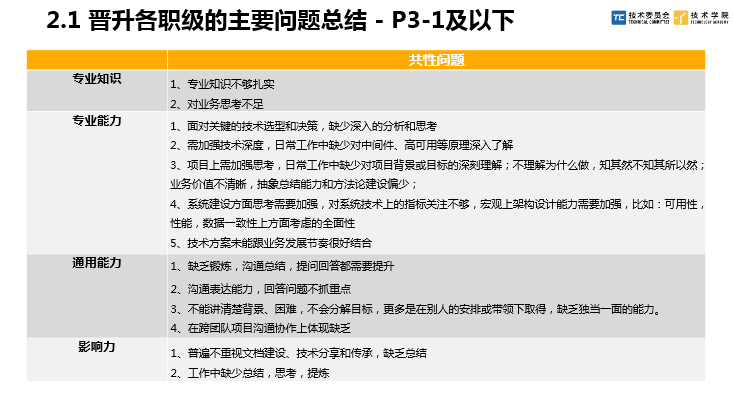 2.1 晋升各职级的主要问题总结 - P3-1及以下
TC 技术委员会
TECHNICAL COMMITTEE
技术学院
TECHNOLOGY ACADEMY
共性问题
专业知识
1、专业知识不够扎实
2、对业务思考不足
专业能力
1、面对关键的技术选型和决策，缺少深入的分析和思考
2、需加强技术深度，日常工作中缺少对中间件、高可用等原理深入了解
3、项目上需加强思考，日常工作中缺少对项目背景或目标的深刻理解；不理解为什么做，知其然不知其所以然；
业务价值不清晰，抽象总结能力和方法论建设偏少；
4、系统建设方面思考需要加强，对系统技术上的指标关注不够，宏观上架构设计能力需要加强，比如：可用性，
性能，数据一致性上方面考虑的全面性
5、技术方案未能跟业务发展节奏很好结合
通用能力
1、缺乏锻炼，沟通总结，提问回答都需要提升
2、沟通表达能力，回答问题不抓重点
3、不能讲清楚背景、困难，不会分解目标，更多是在别人的安排或带领下取得，缺乏独当一面的能力。
4、在跨团队项目沟通协作上体现缺乏
影响力
1、普遍不重视文档建设、技术分享和传承，缺乏总结
2、工作中缺少总结，思考，提炼